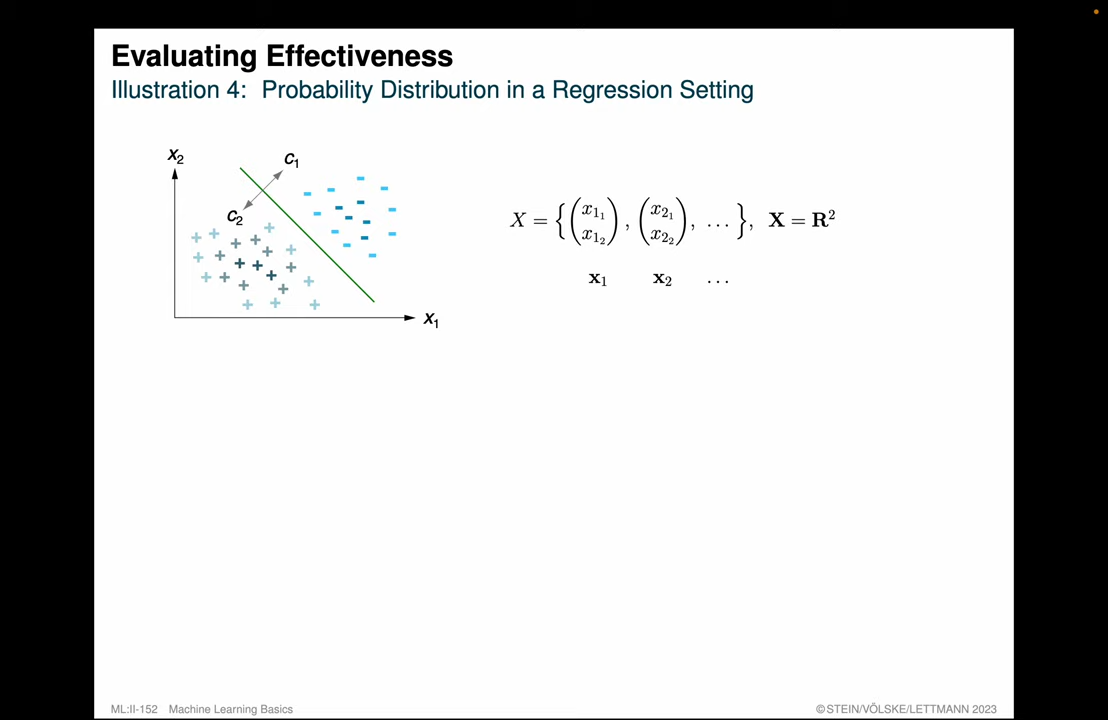 Evaluating Effectiveness
Illustration 4: Probability Distribution in a Regression Setting
x₂
c₁
c₂
x₁
X = {(x₁₁ x₁₂), (x₂₁ x₂₂), ...}, X = R²
x₁ x₂ ...
ML:II-152 Machine Learning Basics
© STEIN/VÖLSKE/LETTMANN 2023